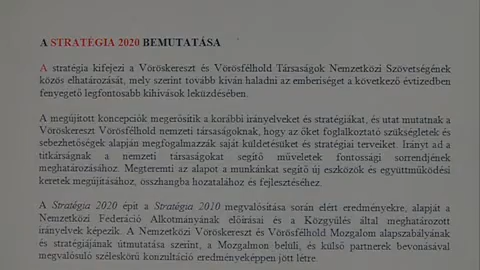 A STRATÉGIA 2020 BEMUTATÁSA
A stratégia kifejezi a Vöröskereszt és Vörösfélhold Társaságok Nemzetközi Szövetségének
közös elhatározását, mely szerint tovább kíván haladni az emberiséget a következő évtizedben
fenyegető legfontosabb kihívások leküzdésében.
A megújított koncepciók megerősítik a korábbi irányelveket és stratégiákat, és utat mutatnak a
Vöröskereszt Vörösfélhold nemzeti társaságoknak, hogy az őket foglalkoztató szükségletek és
sebezhetőségek alapján megfogalmazzák saját küldetésüket és stratégiai terveiket. Irányt ad a
titkárságnak a nemzeti társaságokat segítő műveletek fontossági sorrendjének
meghatározásához. Megteremti az alapot a munkánkat segítő új eszközök és együttműködési
keretek megújításához, összhangba hozatalához és fejlesztéséhez.
A Stratégia 2020 épít a Stratégia 2010 megvalósítása során elért eredményekre, alapját a
Nemzetközi Federáció Alkotmányának előírásai és a Közgyűlés által meghatározott
irányelvek képezik. A Nemzetközi Vöröskereszt és Vörösfélhold Mozgalom alapszabályának
és stratégiájának útmutatása szerint, a Mozgalmon belüli, és külső partnerek bevonásával
megvalósuló széleskörű konzultáció eredményeképpen jött létre.